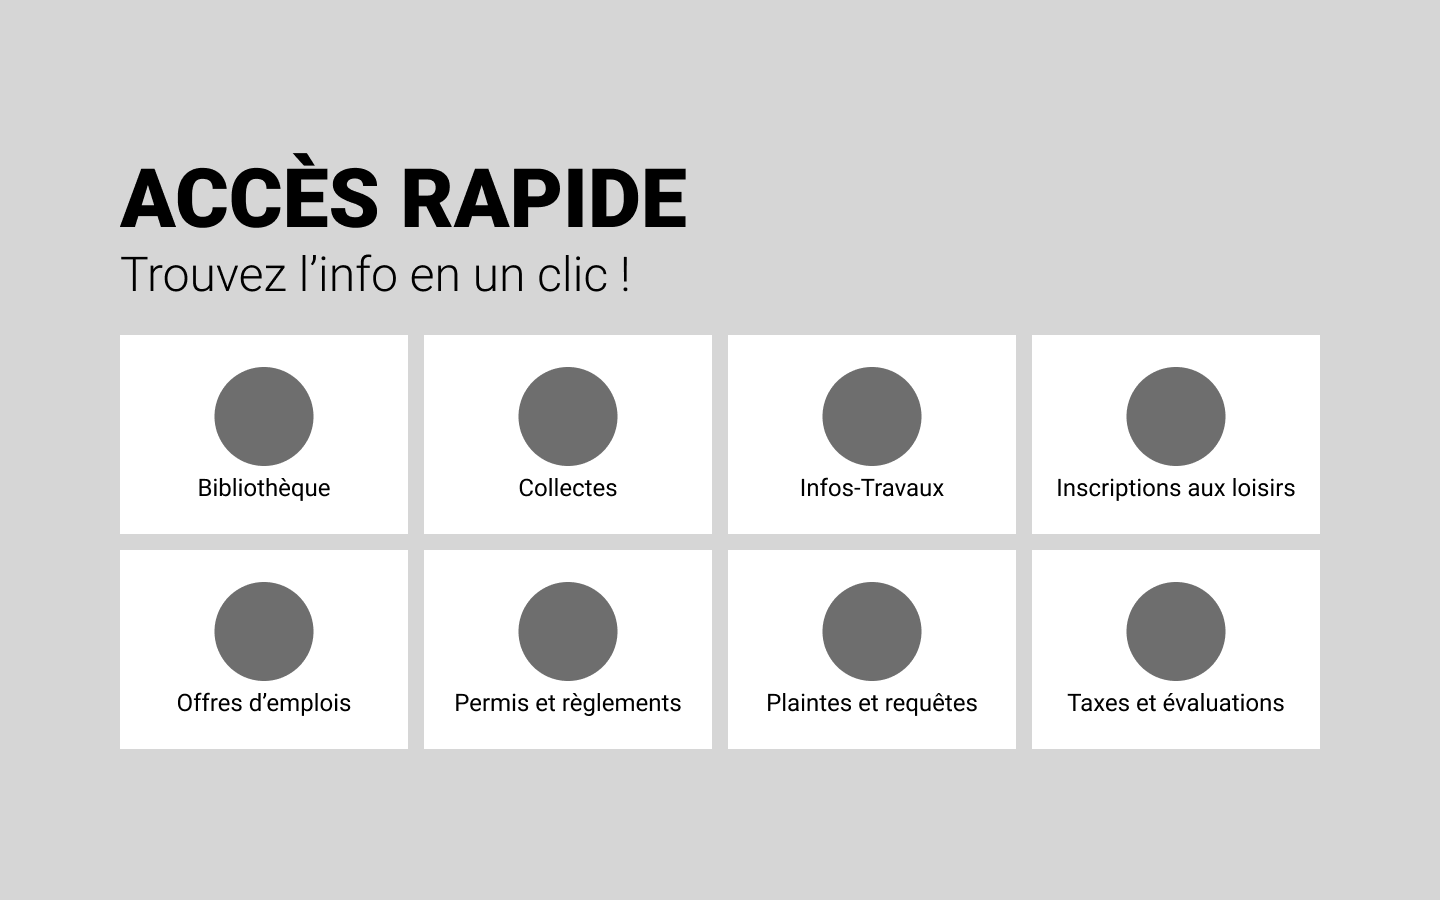 ACCÈS RAPIDE
Trouvez l’info en un clic !
Bibliothèque
Collectes
Infos-Travaux
Inscriptions aux loisirs
Offres d’emplois
Permis et règlements
Plaintes et requêtes
Taxes et évaluations